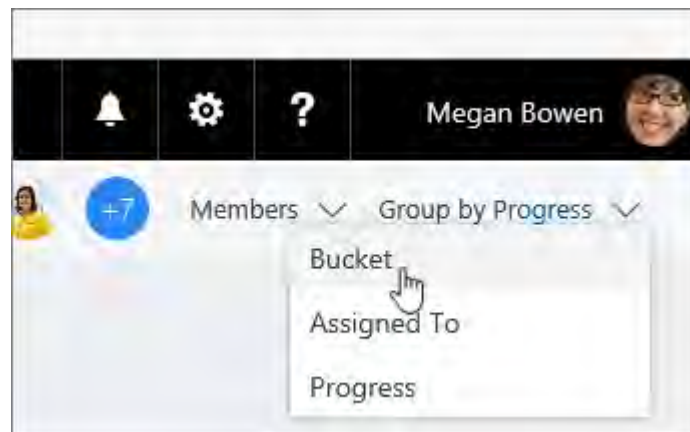 ? Megan Bowen
+7 Members Group by Progress
Bucket
Assigned To
Progress